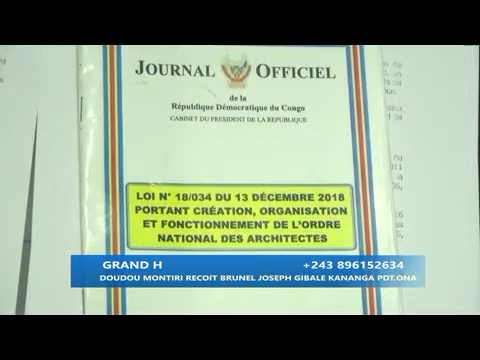 JOURNAL OFFICIEL
de la
République Démocratique du Congo
CABINET DU PRÉSIDENT DE LA RÉPUBLIQUE
LOI N° 18/034 DU 13 DÉCEMBRE 2018
PORTANT CRÉATION, ORGANISATION
ET FONCTIONNEMENT DE L'ORDRE
NATIONAL DES ARCHITECTES
GRAND H +243 896152634
DOUDOU MONTIRI RECOIT BRUNEL JOSEPH GIBALE KANANGA PDT.ONA